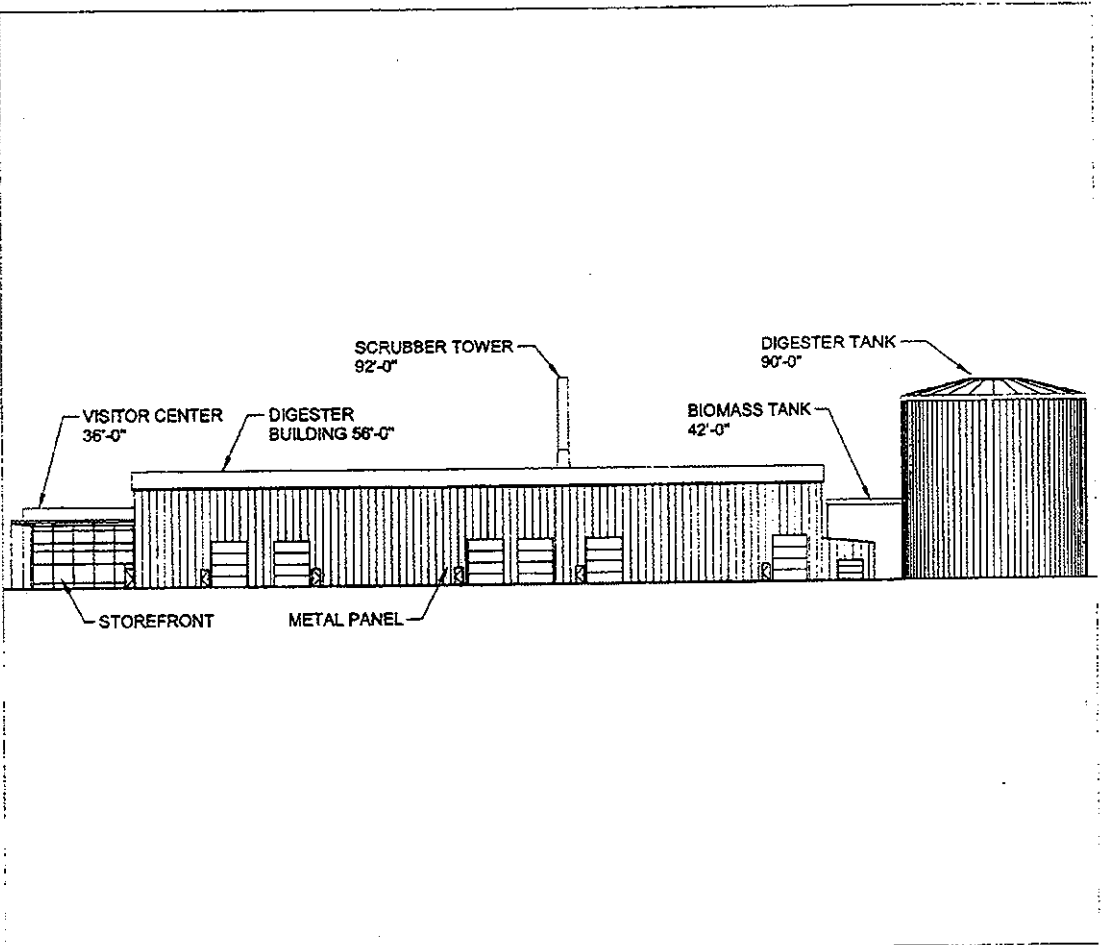 SCRUBBER TOWER
92'-0"
DIGESTER TANK
90'-0"
VISITOR CENTER
36'-0"
DIGESTER
BUILDING 56'-0"
BIOMASS TANK
42'-0"
STOREFRONT
METAL PANEL